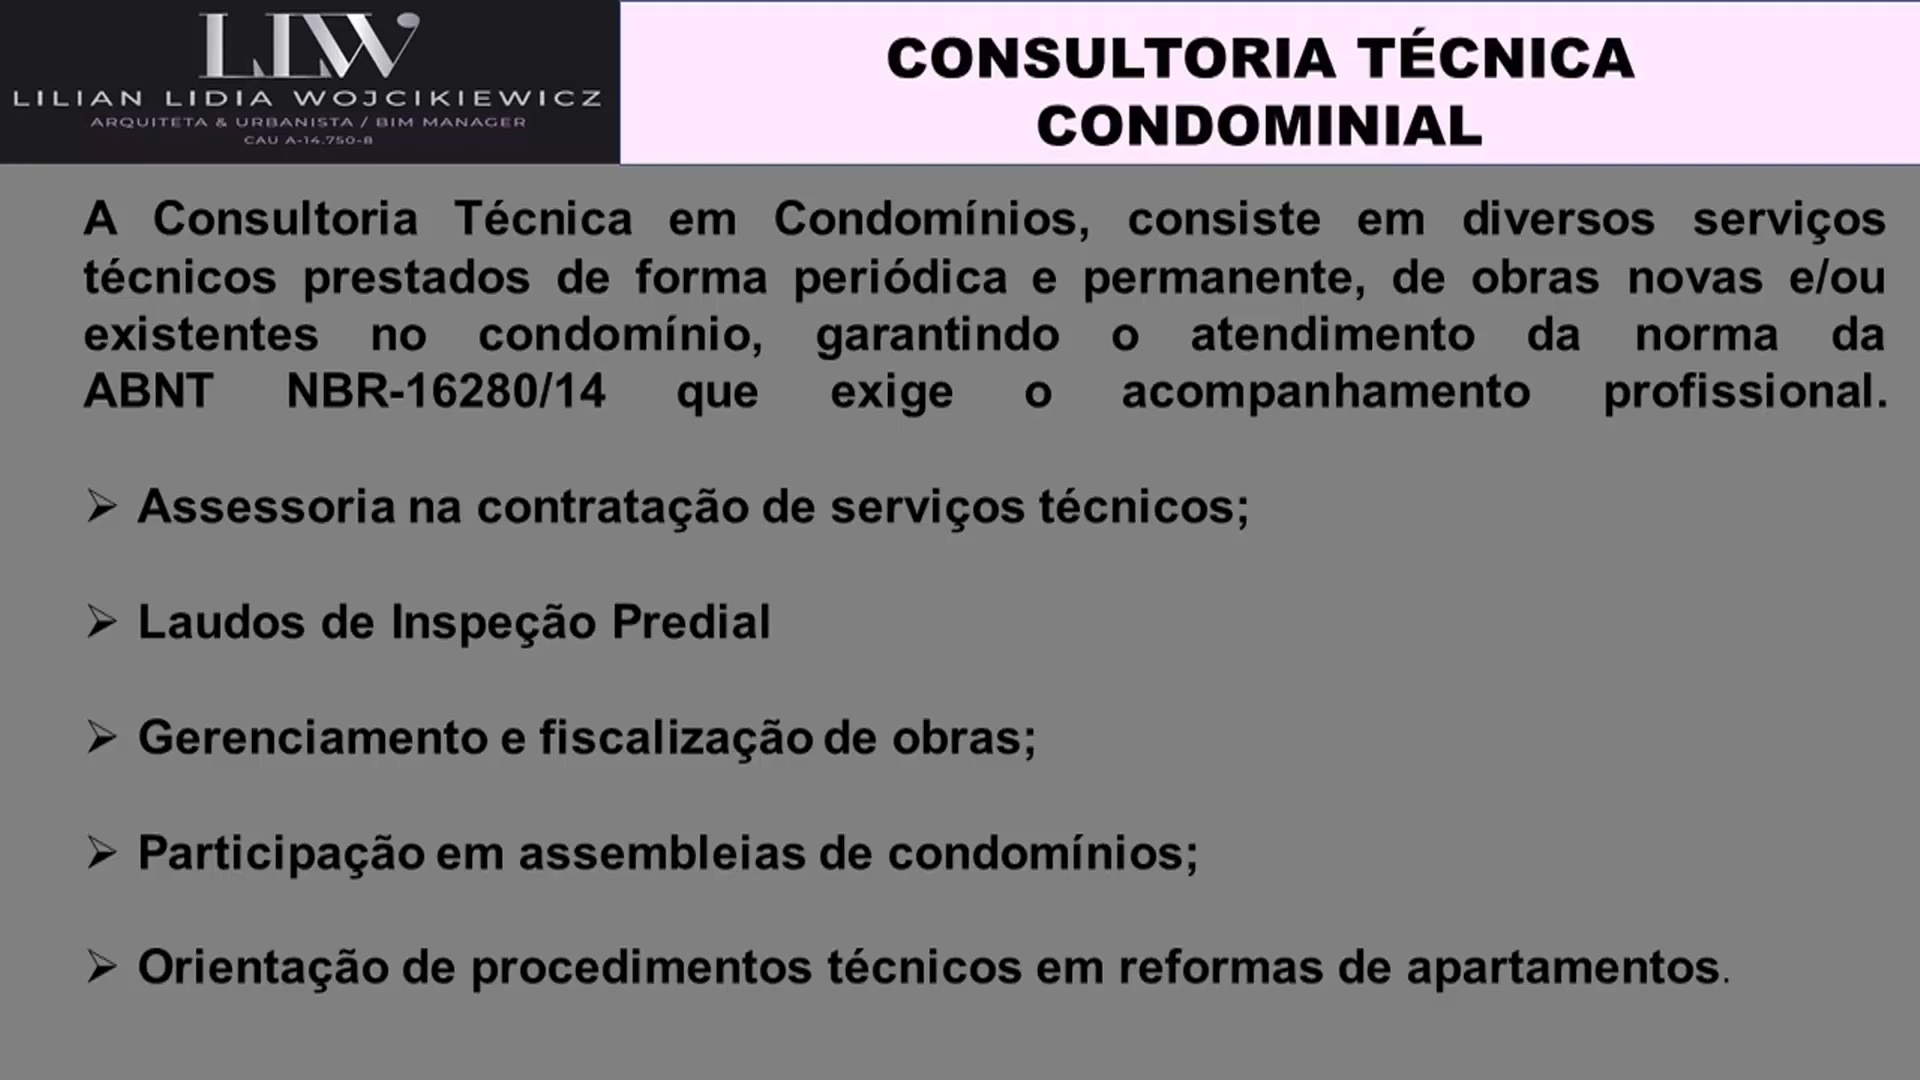 LLW
LILIAN LIDIA WOJCIKIEWICZ
ARQUITETA & URBANISTA / BIM MANAGER
CAU A-14.750-8
CONSULTORIA TÉCNICA
CONDOMINIAL
A Consultoria Técnica em Condomínios, consiste em diversos serviços
técnicos prestados de forma periódica e permanente, de obras novas e/ou
existentes no condomínio, garantindo o atendimento da norma da
ABNT NBR-16280/14 que exige o acompanhamento profissional.
➢ Assessoria na contratação de serviços técnicos;
➢ Laudos de Inspeção Predial
➢ Gerenciamento e fiscalização de obras;
➢ Participação em assembleias de condomínios;
➢ Orientação de procedimentos técnicos em reformas de apartamentos.